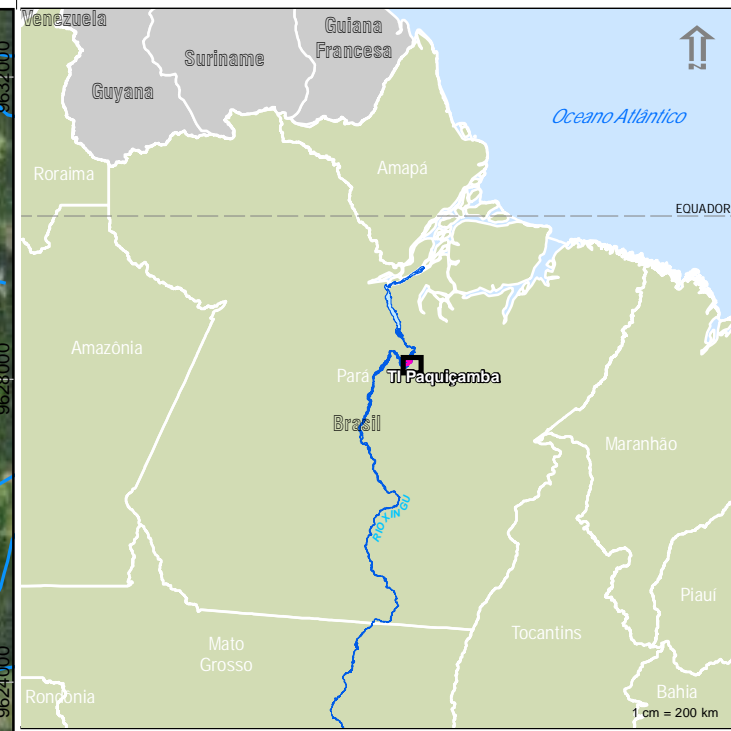 Venezuela
Guiana
Francesa
Suriname
Guyana
N
Oceano Atlântico
Roraima
Amapá
EQUADOR
Amazônia
Pará
TI Paquiçamba
Brasil
Maranhão
RIO XINGU
Piauí
Tocantins
Mato
Grosso
Bahia
Rondônia
1 cm = 200 km
9632000
9628000
9624000